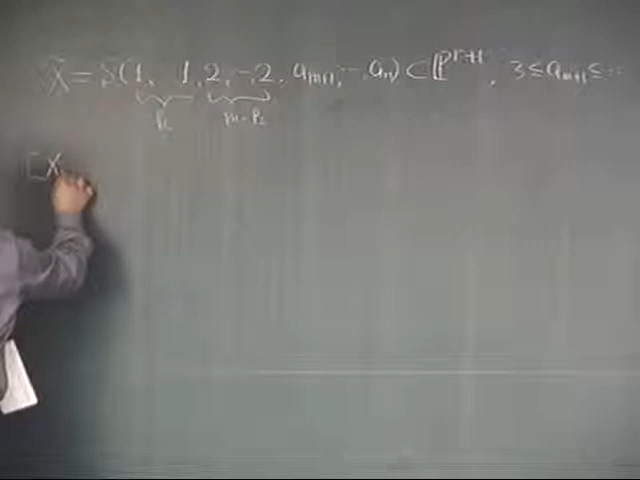 X̃ = S(1, 1, 2, -, 2, a_{m+1}, -, a_n) ⊂ ℙ^{r+1}, 3 ≤ a_{m+1} ≤ --
k m-k
[X